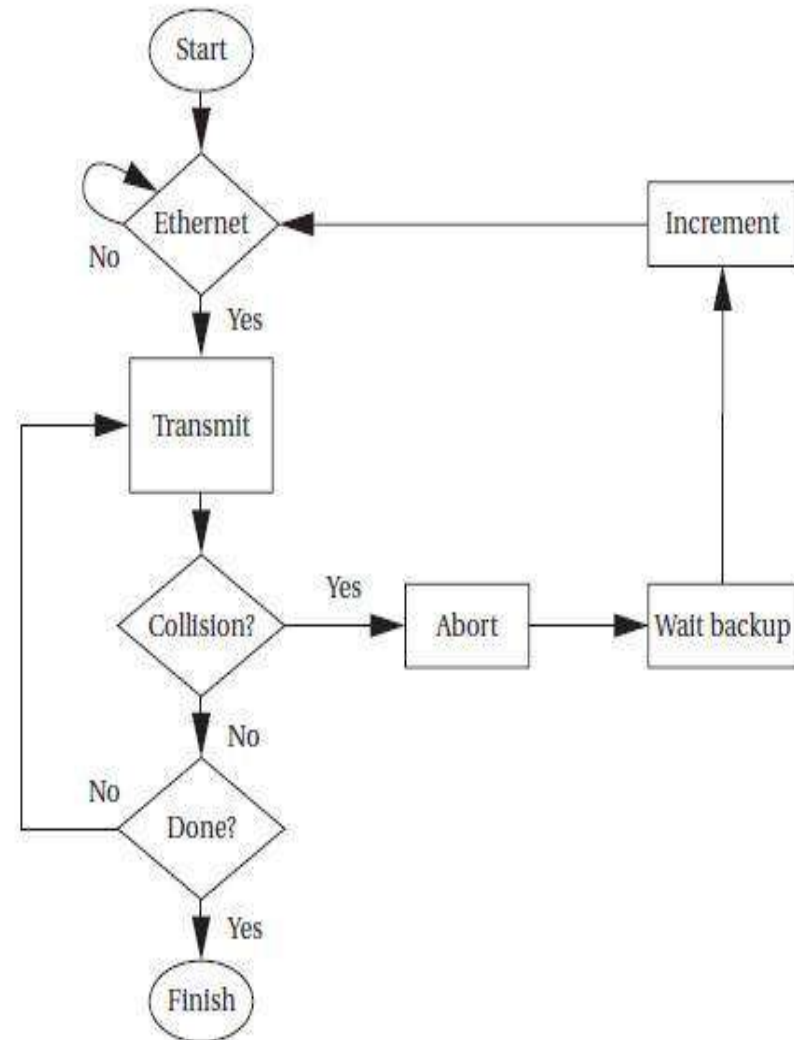 Start
Ethernet
Increment
No
Yes
Transmit
Yes
Collision?
Abort
Wait backup
No
No
Done?
Yes
Finish